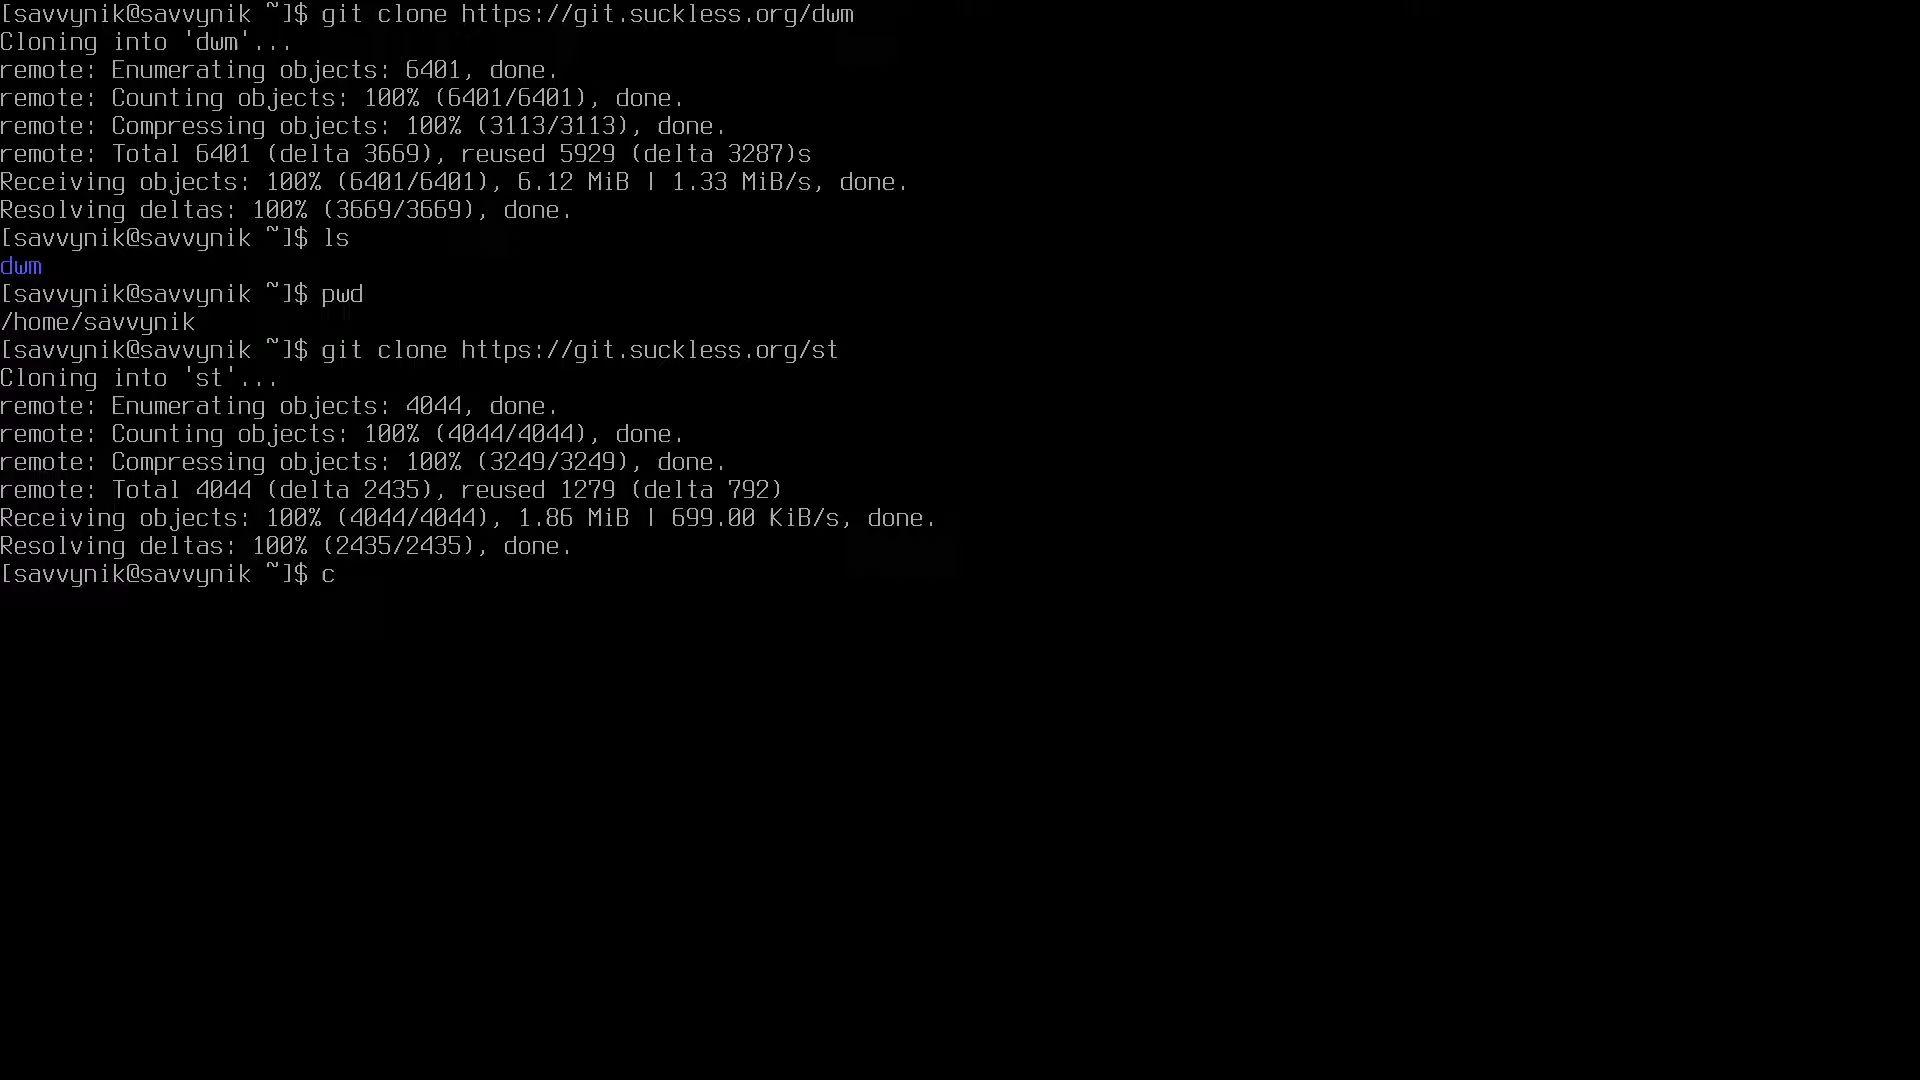 [savvynik@savvynik ~]$ git clone https://git.suckless.org/dwm
Cloning into 'dwm'...
remote: Enumerating objects: 6401, done.
remote: Counting objects: 100% (6401/6401), done.
remote: Compressing objects: 100% (3113/3113), done.
remote: Total 6401 (delta 3669), reused 5929 (delta 3287)s
Receiving objects: 100% (6401/6401), 6.12 MiB | 1.33 MiB/s, done.
Resolving deltas: 100% (3669/3669), done.
[savvynik@savvynik ~]$ ls
dwm
[savvynik@savvynik ~]$ pwd
/home/savvynik
[savvynik@savvynik ~]$ git clone https://git.suckless.org/st
Cloning into 'st'...
remote: Enumerating objects: 4044, done.
remote: Counting objects: 100% (4044/4044), done.
remote: Compressing objects: 100% (3249/3249), done.
remote: Total 4044 (delta 2435), reused 1279 (delta 792)
Receiving objects: 100% (4044/4044), 1.86 MiB | 699.00 KiB/s, done.
Resolving deltas: 100% (2435/2435), done.
[savvynik@savvynik ~]$ c